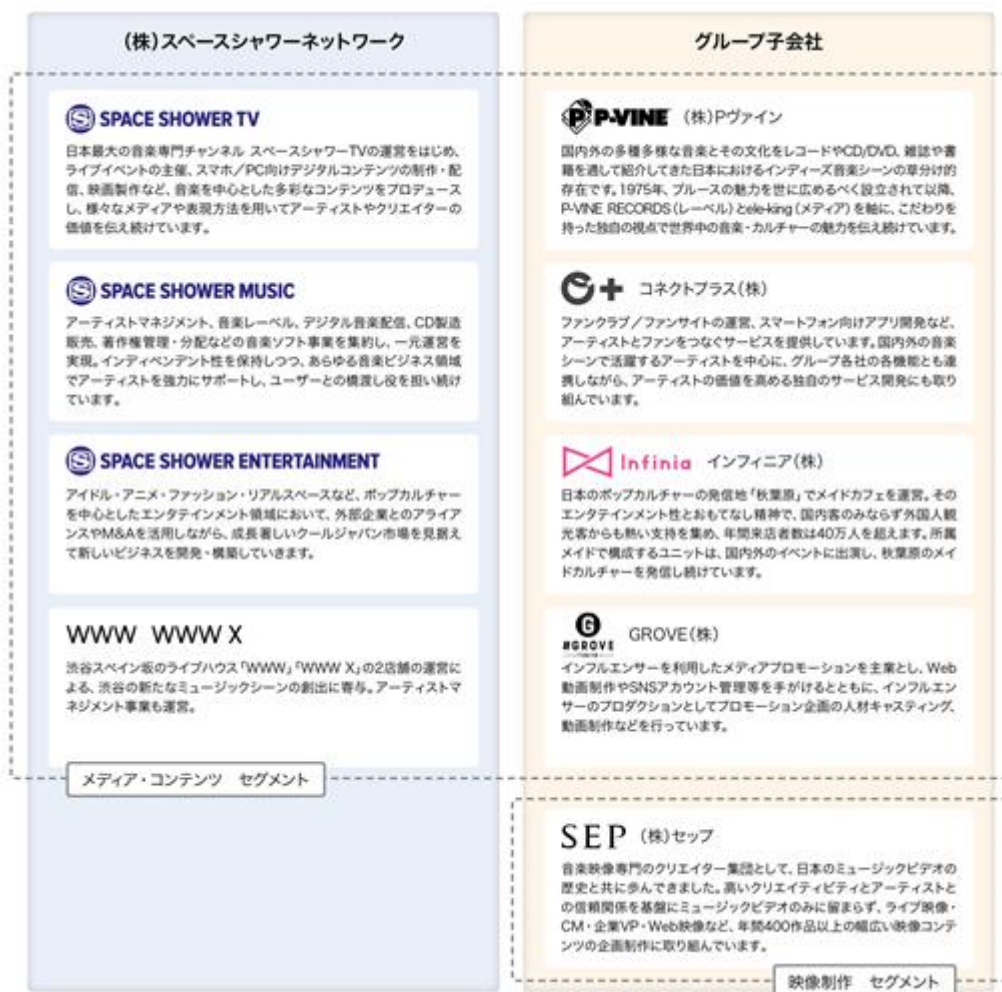 (株)スペースシャワーネットワーク
SPACE SHOWER TV
日本最大の音楽専門チャンネル スペースシャワーTVの運営をはじめ、
ライブイベントの主催、スマホ/PC向けデジタルコンテンツの制作・配
信、映画製作など、音楽を中心とした多彩なコンテンツをプロデュース
し、様々なメディアや表現方法を用いてアーティストやクリエイターの
価値を伝え続けています。
SPACE SHOWER MUSIC
アーティストマネジメント、音楽レーベル、デジタル音楽配信、CD製造
販売、著作権管理・分配などの音楽ソフト事業を集約し、一元運営を
実現。インディペンデント性を保持しつつ、あらゆる音楽ビジネス領域
でアーティストを強力にサポートし、ユーザーとの橋渡し役を担い続け
ています。
SPACE SHOWER ENTERTAINMENT
アイドル・アニメ・ファッション・リアルスペースなど、ポップカルチャー
を中心としたエンタテインメント領域において、外部企業とのアライア
ンスやM&Aを活用しながら、成長著しいクールジャパン市場を見据え
て新しいビジネスを開発・構築していきます。
WWW WWW X
渋谷スペイン坂のライブハウス「WWW」「WWW X」の2店舗の運営に
よる、渋谷の新たなミュージックシーンの創出に寄与。アーティストマ
ネジメント事業も運営。
メディア・コンテンツ セグメント
グループ子会社
P-VINE (株)Pヴァイン
国内外の多種多様な音楽とその文化をレコードやCD/DVD、雑誌や書
籍を通して紹介してきた日本におけるインディーズ音楽シーンの草分け的
存在です。1975年、ブルースの魅力を世に広めるべく設立されて以降、
P-VINE RECORDS(レーベル)とele-king(メディア)を軸に、こだわりを
持った独自の視点で世界中の音楽・カルチャーの魅力を伝え続けています。
コネクトプラス(株)
ファンクラブ/ファンサイトの運営、スマートフォン向けアプリ開発など、
アーティストとファンをつなぐサービスを提供しています。国内外の音楽
シーンで活躍するアーティストを中心に、グループ各社の各機能とも連
携しながら、アーティストの価値を高める独自のサービス開発にも取り
組んでいます。
Infinia インフィニア(株)
日本のポップカルチャーの発信地「秋葉原」でメイドカフェを運営。その
エンタテインメント性とおもてなし精神で、国内客のみならず外国人観
光客からも熱い支持を集め、年間来店者数は40万人を超えます。所属
メイドで構成するユニットは、国内外のイベントに出演し、秋葉原のメイ
ドカルチャーを発信し続けています。
G
#GROVE GROVE(株)
インフルエンサーを利用したメディアプロモーションを主業とし、Web
動画制作やSNSアカウント管理等を手がけるとともに、インフルエン
サーのプロダクションとしてプロモーション企画の人材キャスティング、
動画制作などを行っています。
SEP (株)セップ
音楽映像専門のクリエイター集団として、日本のミュージックビデオの
歴史と共に歩んできました。高いクリエイティビティとアーティストと
の信頼関係を基盤にミュージックビデオのみに留まらず、ライブ映像・
CM・企業VP・Web映像など、年間400作品以上の幅広い映像コンテ
ンツの企画制作に取り組んでいます。
映像制作 セグメント